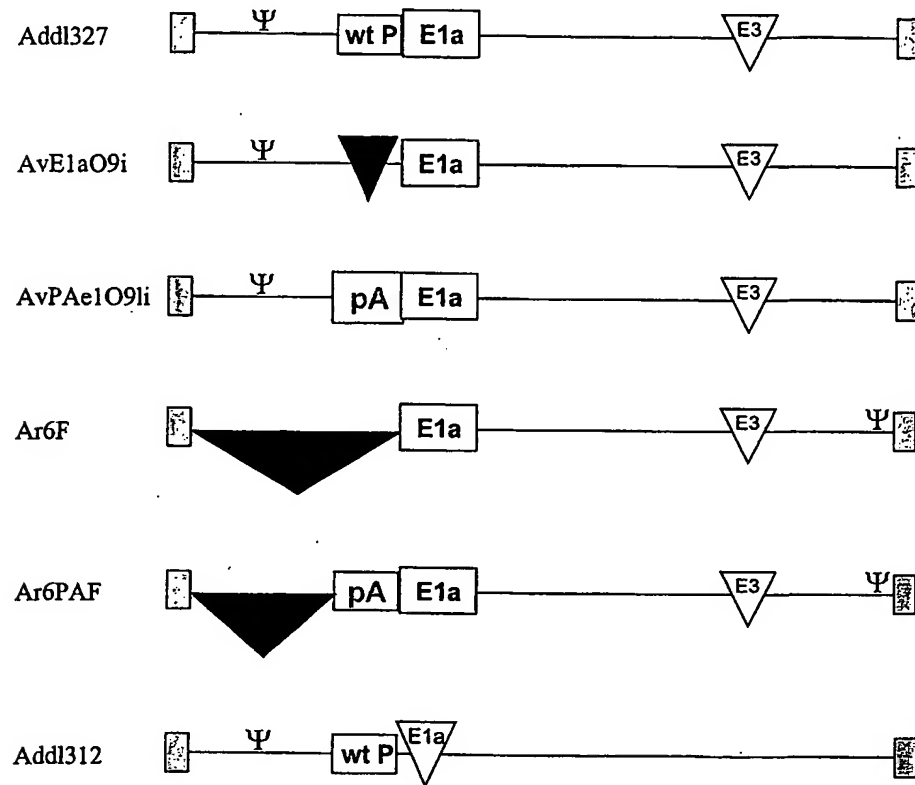 Addl327 Ψ wt P E1a E3
AvE1aO9i Ψ E1a E3
AvPAe1O9li Ψ pA E1a E3
Ar6F E1a E3 Ψ
Ar6PAF pA E1a E3 Ψ
Addl312 Ψ wt P E1a